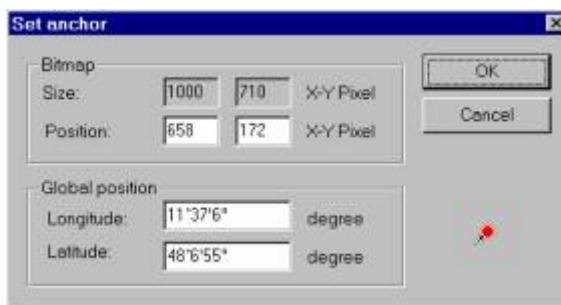 Set anchor
Bitmap
Size: 1000 710 X-Y Pixel
Position: 658 172 X-Y Pixel
Global position
Longitude: 11°37'6" degree
Latitude: 48°6'55" degree
OK
Cancel